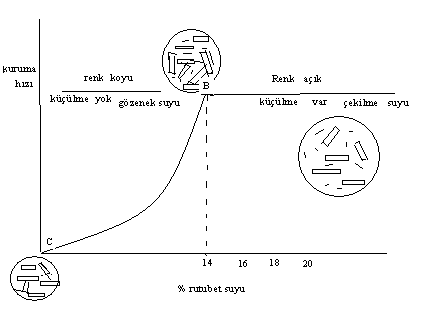 kuruma
hızı
renk koyu
küçülme yok
gözenek suyu
B
Renk açık
küçülme var çekilme suyu
C
14 16 18 20
% rutubet suyu